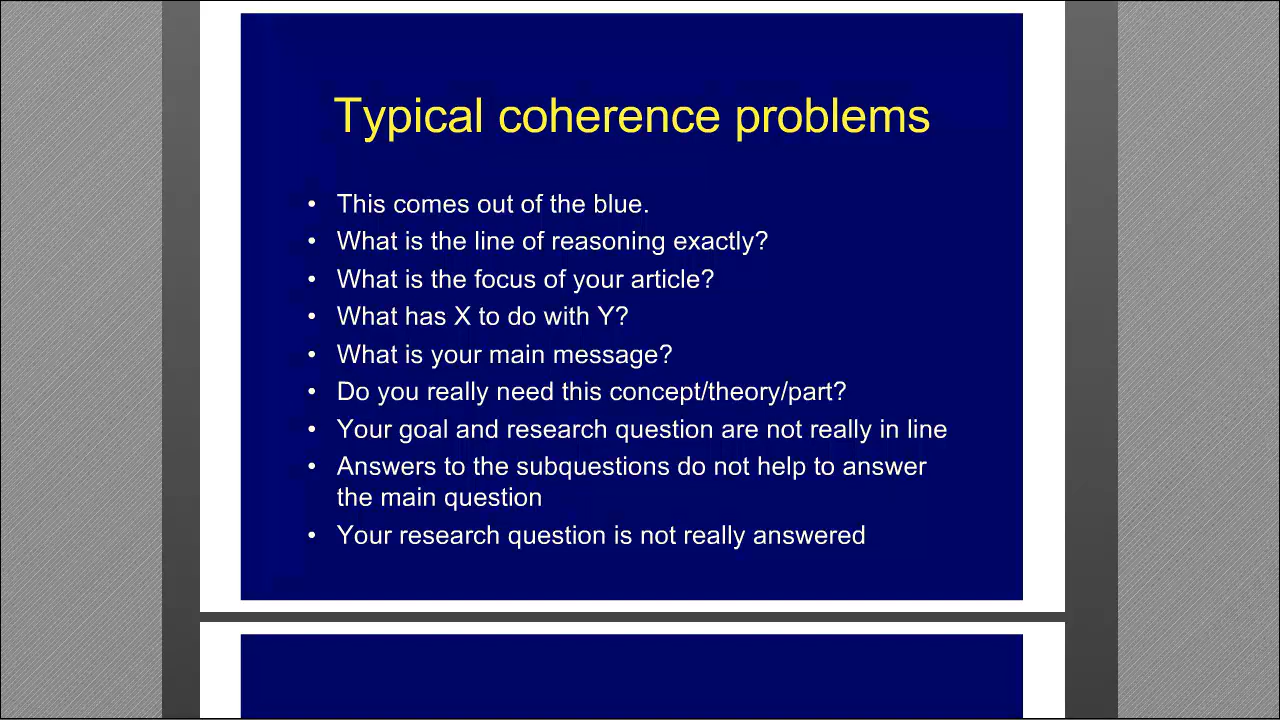 Typical coherence problems
• This comes out of the blue.
• What is the line of reasoning exactly?
• What is the focus of your article?
• What has X to do with Y?
• What is your main message?
• Do you really need this concept/theory/part?
• Your goal and research question are not really in line
• Answers to the subquestions do not help to answer
the main question
• Your research question is not really answered